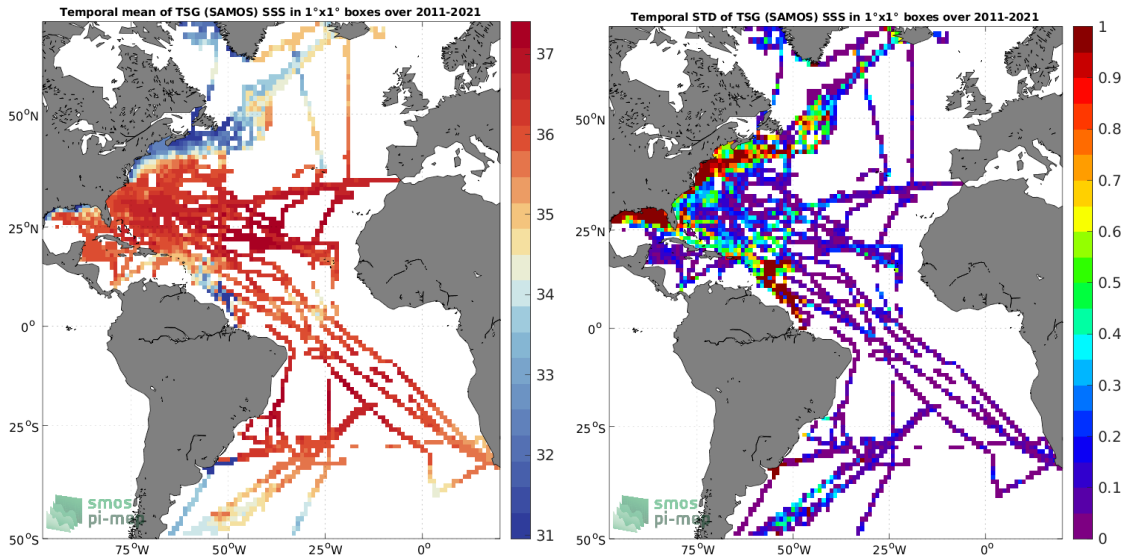 Temporal mean of TSG (SAMOS) SSS in 1°x1° boxes over 2011-2021
50°N
25°N
0°
25°S
50°S
75°W
50°W
25°W
0°
37
36
35
34
33
32
31
smos
pi-mep
Temporal STD of TSG (SAMOS) SSS in 1°x1° boxes over 2011-2021
50°N
25°N
0°
25°S
50°S
75°W
50°W
25°W
0°
1
0.9
0.8
0.7
0.6
0.5
0.4
0.3
0.2
0.1
0
smos
pi-mep